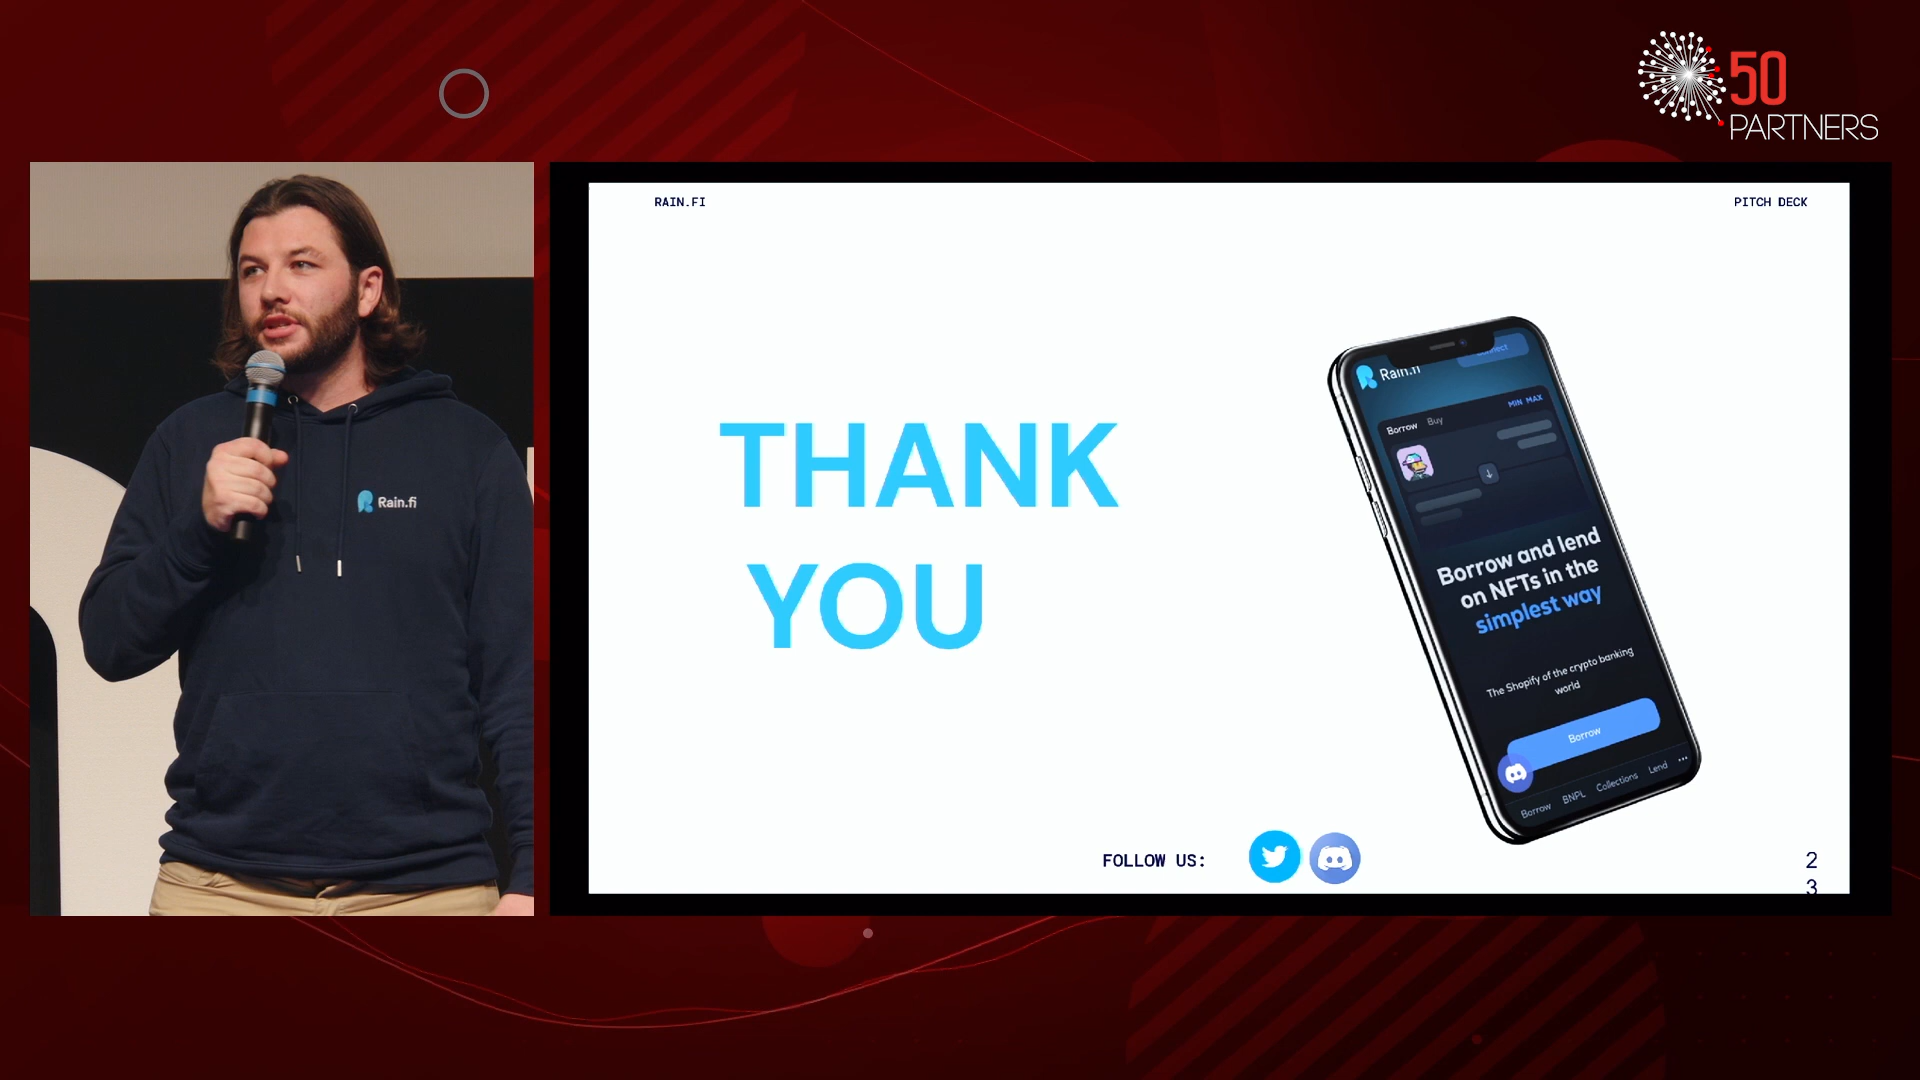 50
PARTNERS
Rain.fi
RAIN.FI
PITCH DECK
THANK
YOU
Rain.fi
Borrow Buy
MIN MAX
Borrow and lend
on NFTs in the
simplest way
The Shopify of the crypto banking
world
Borrow
Borrow BNPL Collections Lend
FOLLOW US:
2
3